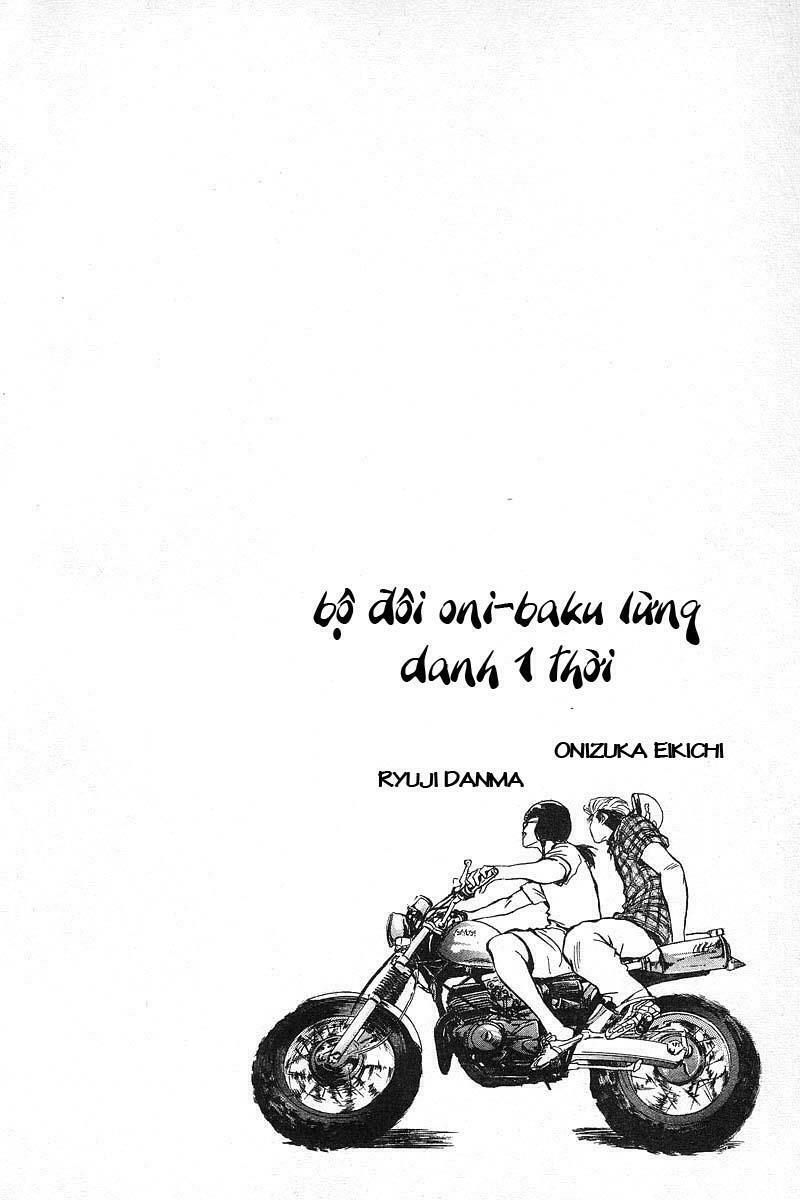 bộ đôi oni-baku lừng
danh 1 thời
ONIZUKA EIKICHI
RYUJI DANMA